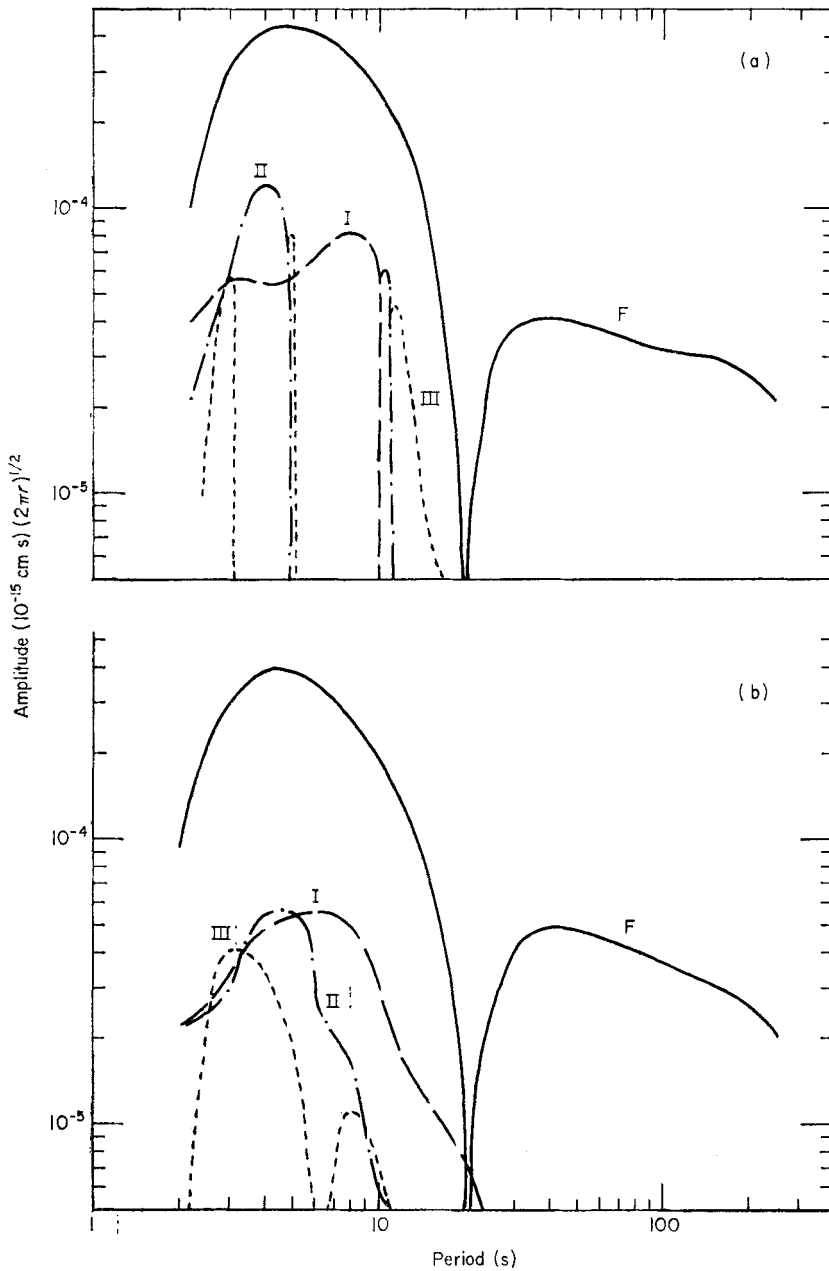 (a)
II
I
10⁻⁴
F
III
10⁻⁵
Amplitude (10⁻¹⁵ cm s) (2πr)^1/2
(b)
10⁻⁴
I
III
F
II
10⁻⁵
1
10
100
Period (s)